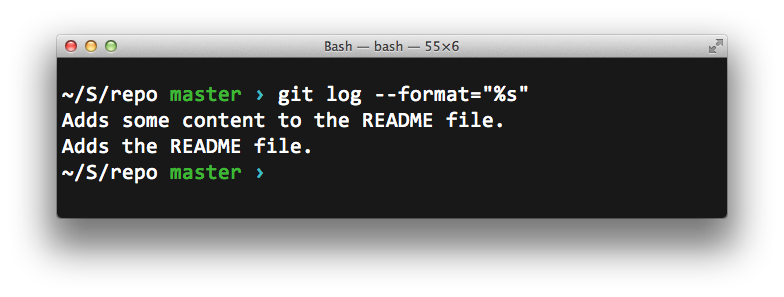 Bash — bash — 55×6
~/S/repo master › git log --format="%s"
Adds some content to the README file.
Adds the README file.
~/S/repo master ›